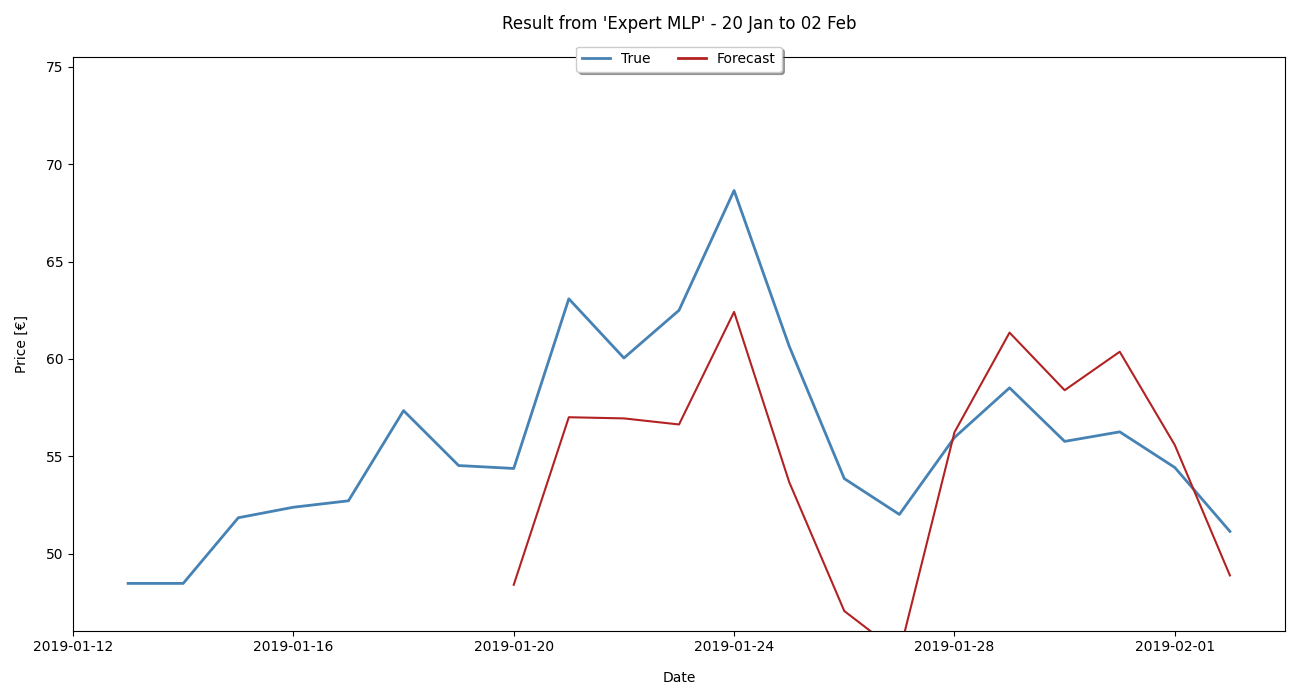 Result from 'Expert MLP' - 20 Jan to 02 Feb
True
Forecast
75
70
65
60
55
50
Price [€]
2019-01-12
2019-01-16
2019-01-20
2019-01-24
2019-01-28
2019-02-01
Date